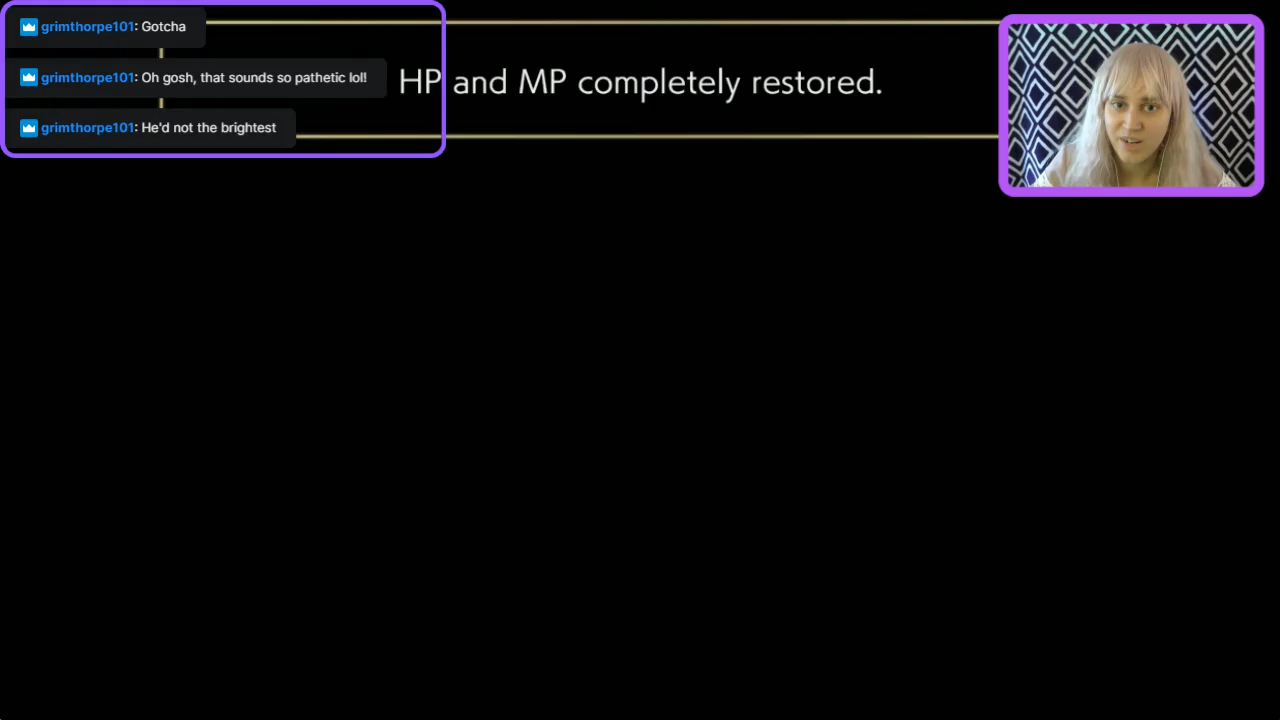 grimthorpe101: Gotcha
grimthorpe101: Oh gosh, that sounds so pathetic lol!
grimthorpe101: He'd not the brightest
HP and MP completely restored.